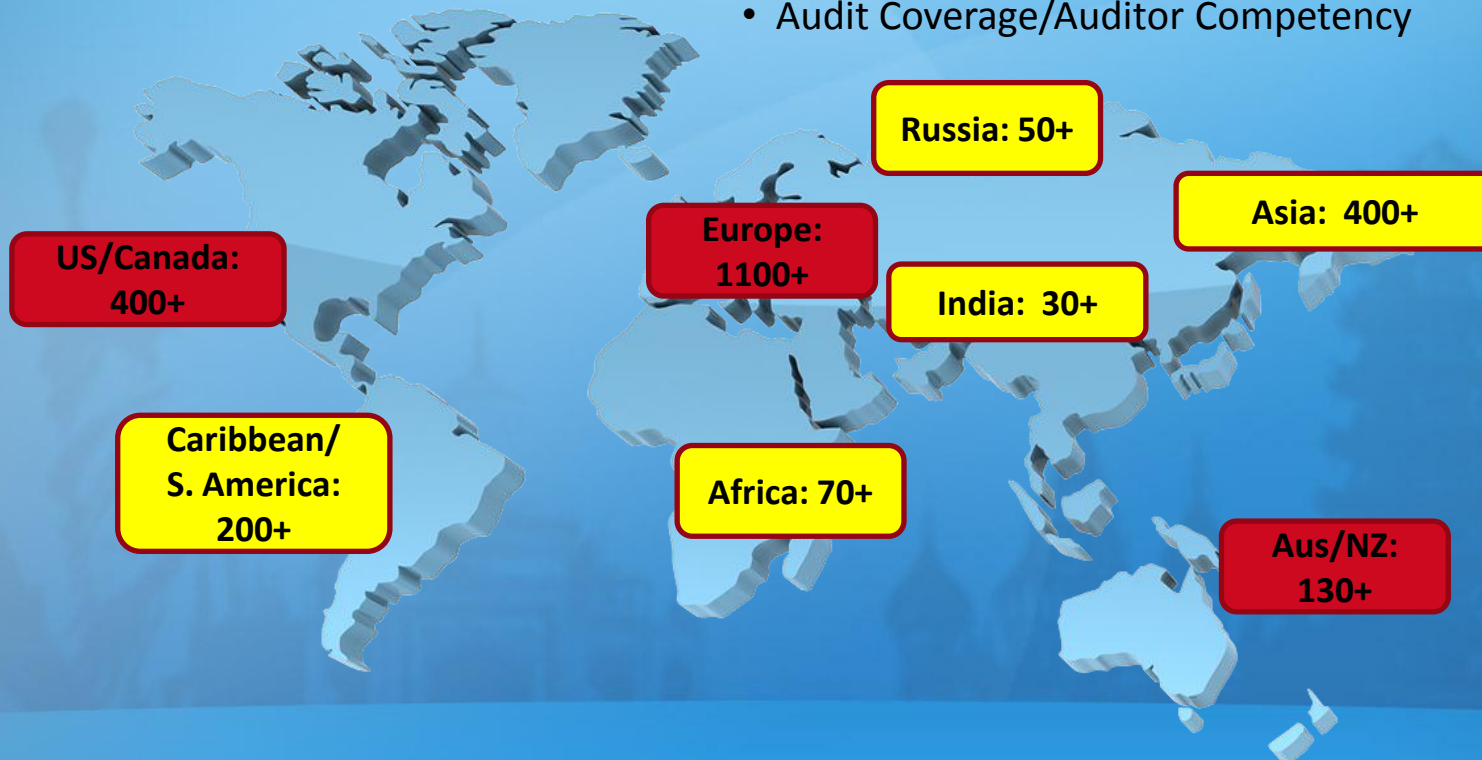 • Audit Coverage/Auditor Competency
Russia: 50+
Asia: 400+
US/Canada:
400+
Europe:
1100+
India: 30+
Caribbean/
S. America:
200+
Africa: 70+
Aus/NZ:
130+